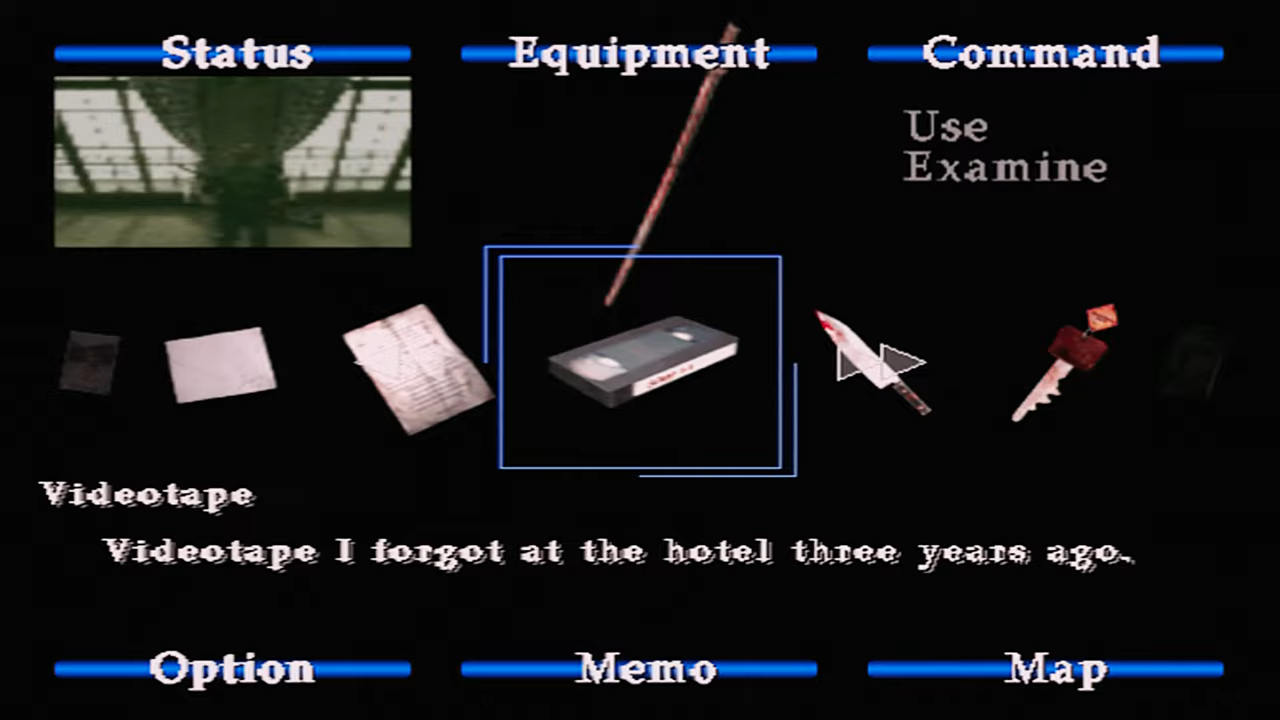 Status
Equipment
Command
Use
Examine
Videotape
Videotape I forgot at the hotel three years ago.
Option
Memo
Map